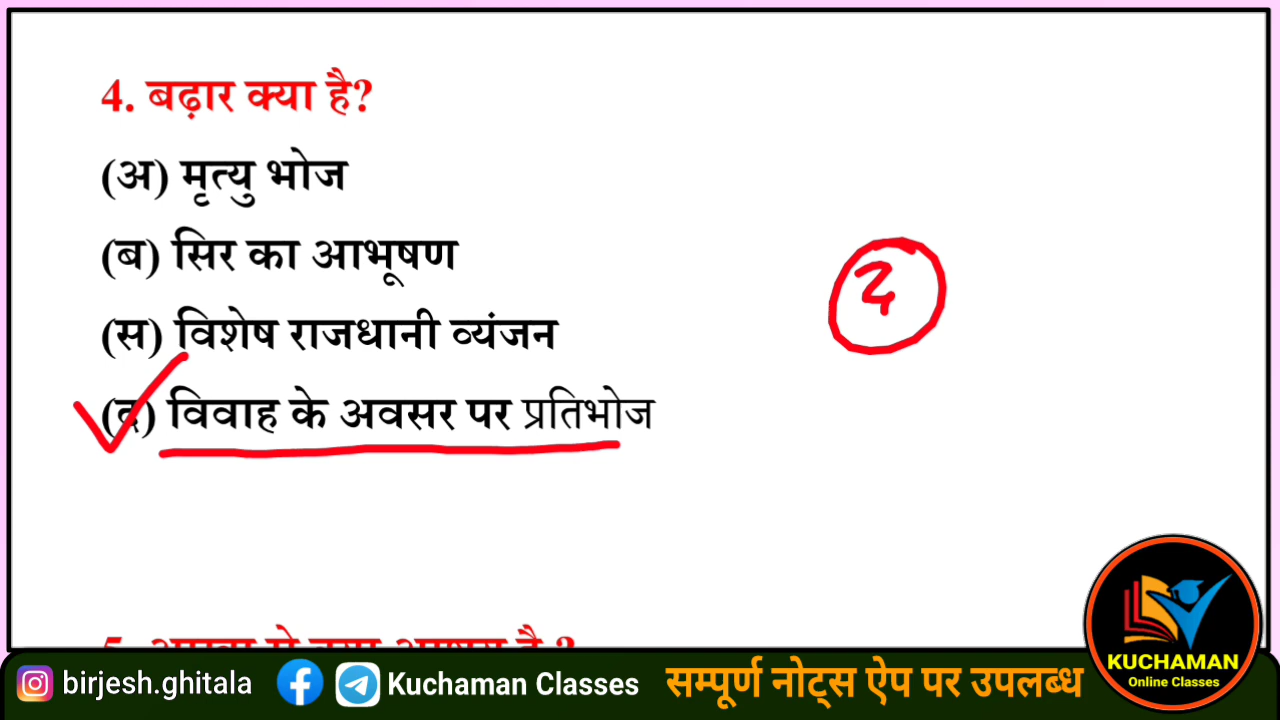 4. बढ़ार क्या है?
(अ) मृत्यु भोज
(ब) सिर का आभूषण
(स) विशेष राजधानी व्यंजन
(द) विवाह के अवसर पर प्रतिभोज
द
5.
birjesh.ghitala
Kuchaman Classes
सम्पूर्ण नोट्स ऐप पर उपलब्ध
KUCHAMAN
Online Classes